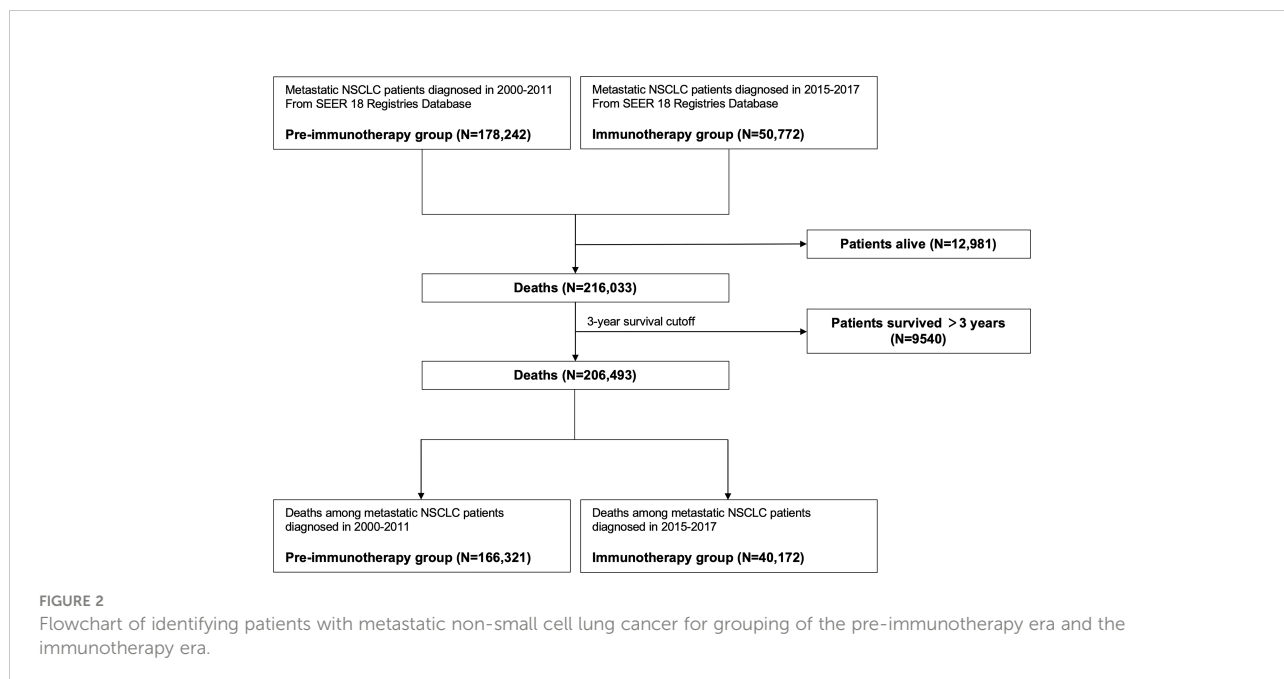 Metastatic NSCLC patients diagnosed in 2000-2011
From SEER 18 Registries Database
Pre-immunotherapy group (N=178,242)
Metastatic NSCLC patients diagnosed in 2015-2017
From SEER 18 Registries Database
Immunotherapy group (N=50,772)
Patients alive (N=12,981)
Deaths (N=216,033)
3-year survival cutoff
Patients survived >3 years
(N=9540)
Deaths (N=206,493)
Deaths among metastatic NSCLC patients
diagnosed in 2000-2011
Pre-immunotherapy group (N=166,321)
Deaths among metastatic NSCLC patients
diagnosed in 2015-2017
Immunotherapy group (N=40,172)
FIGURE 2
Flowchart of identifying patients with metastatic non-small cell lung cancer for grouping of the pre-immunotherapy era and the
immunotherapy era.